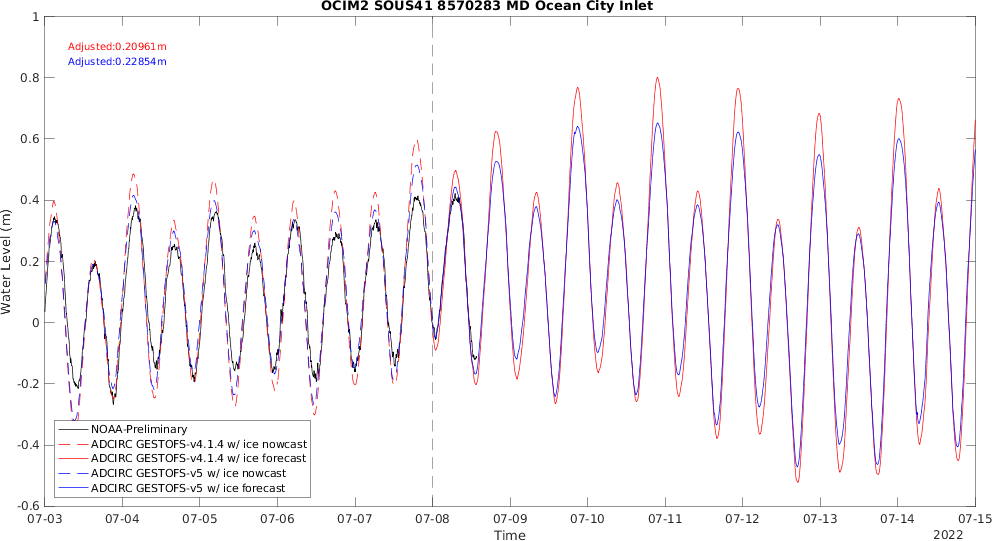 OCIM2 SOUS41 8570283 MD Ocean City Inlet
Adjusted:0.20961m
Adjusted:0.22854m
Water Level (m)
1
0.8
0.6
0.4
0.2
0
-0.2
-0.4
-0.6
NOAA-Preliminary
ADCIRC GESTOFS-v4.1.4 w/ ice nowcast
ADCIRC GESTOFS-v4.1.4 w/ ice forecast
ADCIRC GESTOFS-v5 w/ ice nowcast
ADCIRC GESTOFS-v5 w/ ice forecast
07-03 07-04 07-05 07-06 07-07 07-08 07-09 07-10 07-11 07-12 07-13 07-14 07-15
Time
2022